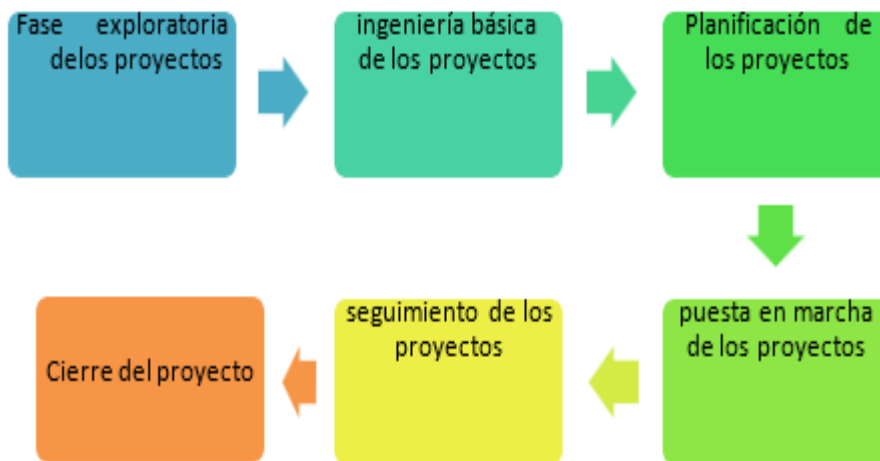 Fase exploratoria
delos proyectos
ingeniería básica
de los proyectos
Planificación de
los proyectos
puesta en marcha
de los proyectos
seguimiento de los
proyectos
Cierre del proyecto